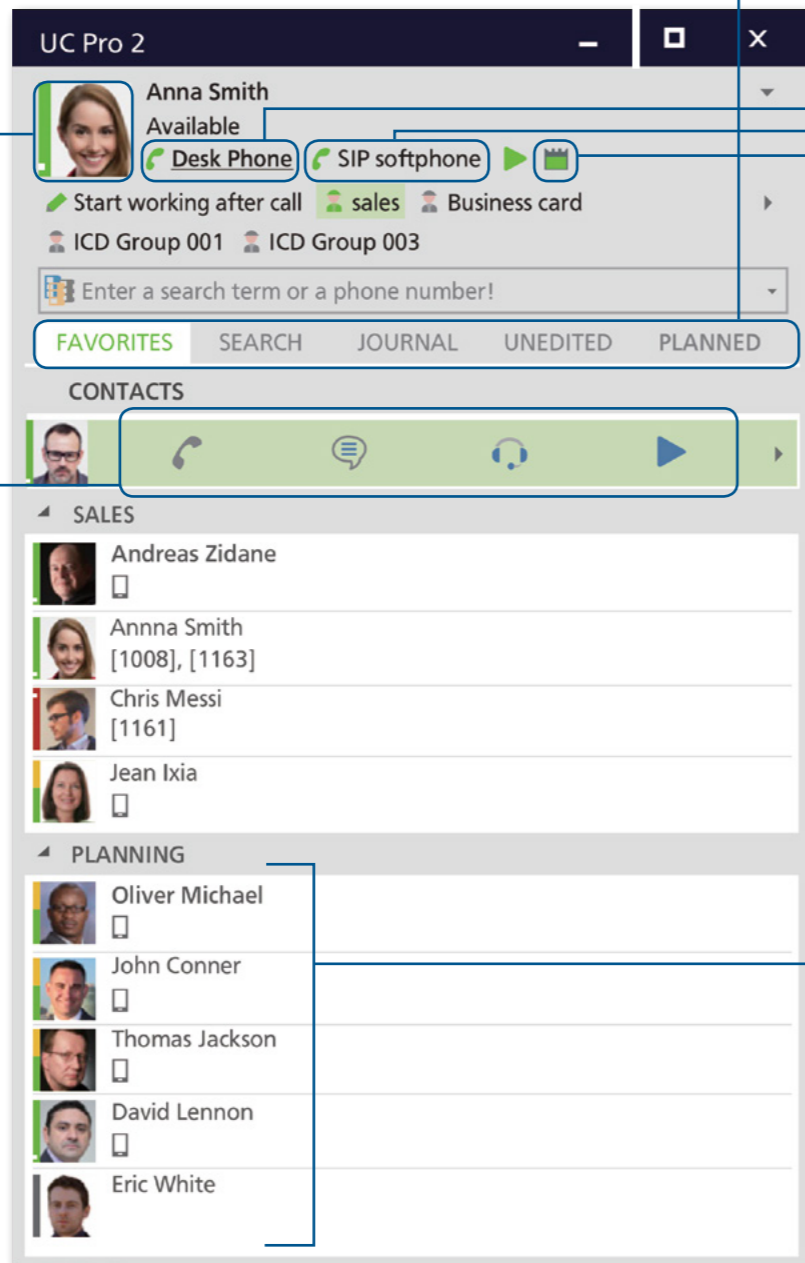 UC Pro 2
Anna Smith
Available
Desk Phone SIP softphone
Start working after call sales Business card
ICD Group 001 ICD Group 003
Enter a search term or a phone number!
FAVORITES SEARCH JOURNAL UNEDITED PLANNED
CONTACTS
SALES
Andreas Zidane
Annna Smith
[1008], [1163]
Chris Messi
[1161]
Jean Ixia
PLANNING
Oliver Michael
John Conner
Thomas Jackson
David Lennon
Eric White